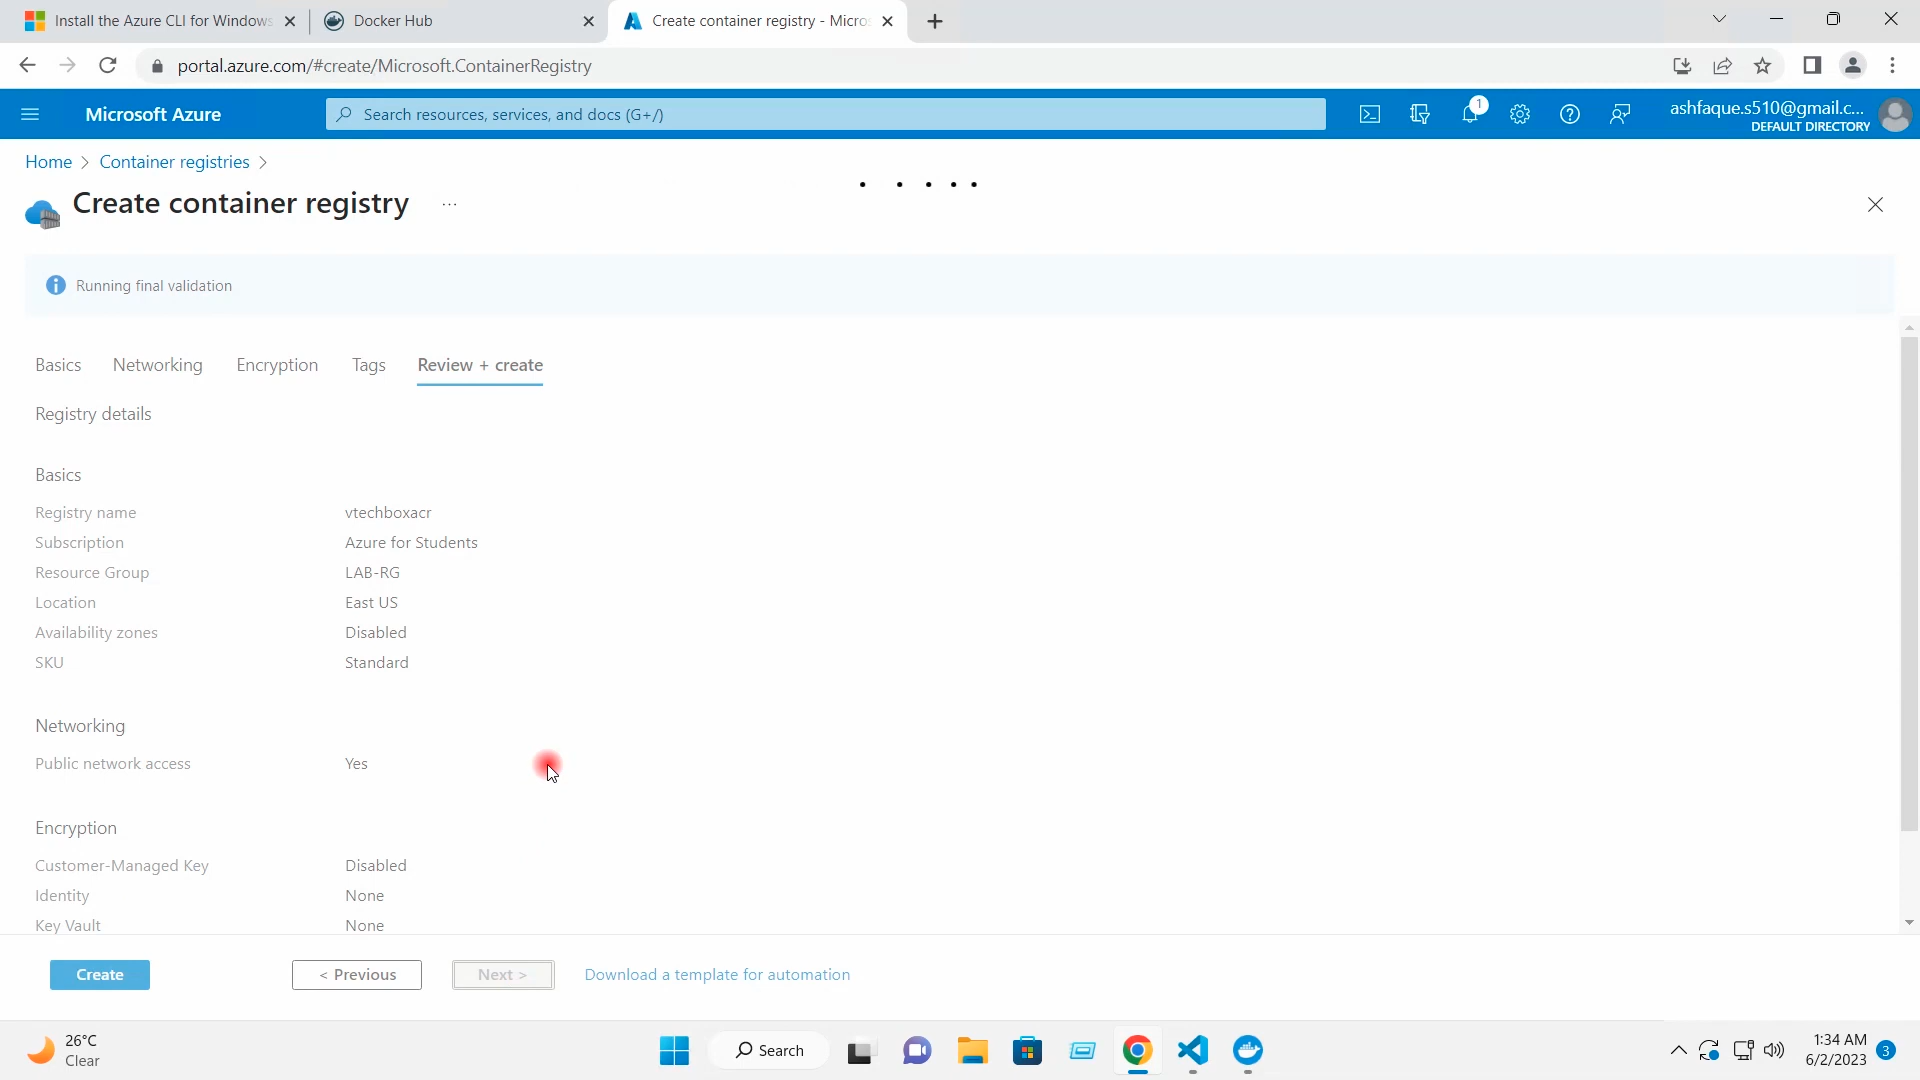 Install the Azure CLI for Windows
Docker Hub
Create container registry - Micro
portal.azure.com/#create/Microsoft.ContainerRegistry
Microsoft Azure
Search resources, services, and docs (G+/)
1
ashfaque.s510@gmail.c...
DEFAULT DIRECTORY
Home > Container registries >
Create container registry ...
Running final validation
Basics Networking Encryption Tags Review + create
Registry details
Basics
Registry name vtechboxacr
Subscription Azure for Students
Resource Group LAB-RG
Location East US
Availability zones Disabled
SKU Standard
Networking
Public network access Yes
Encryption
Customer-Managed Key Disabled
Identity None
Key Vault None
Create < Previous Next > Download a template for automation
26°C
Clear
Search
1:34 AM
6/2/2023
3